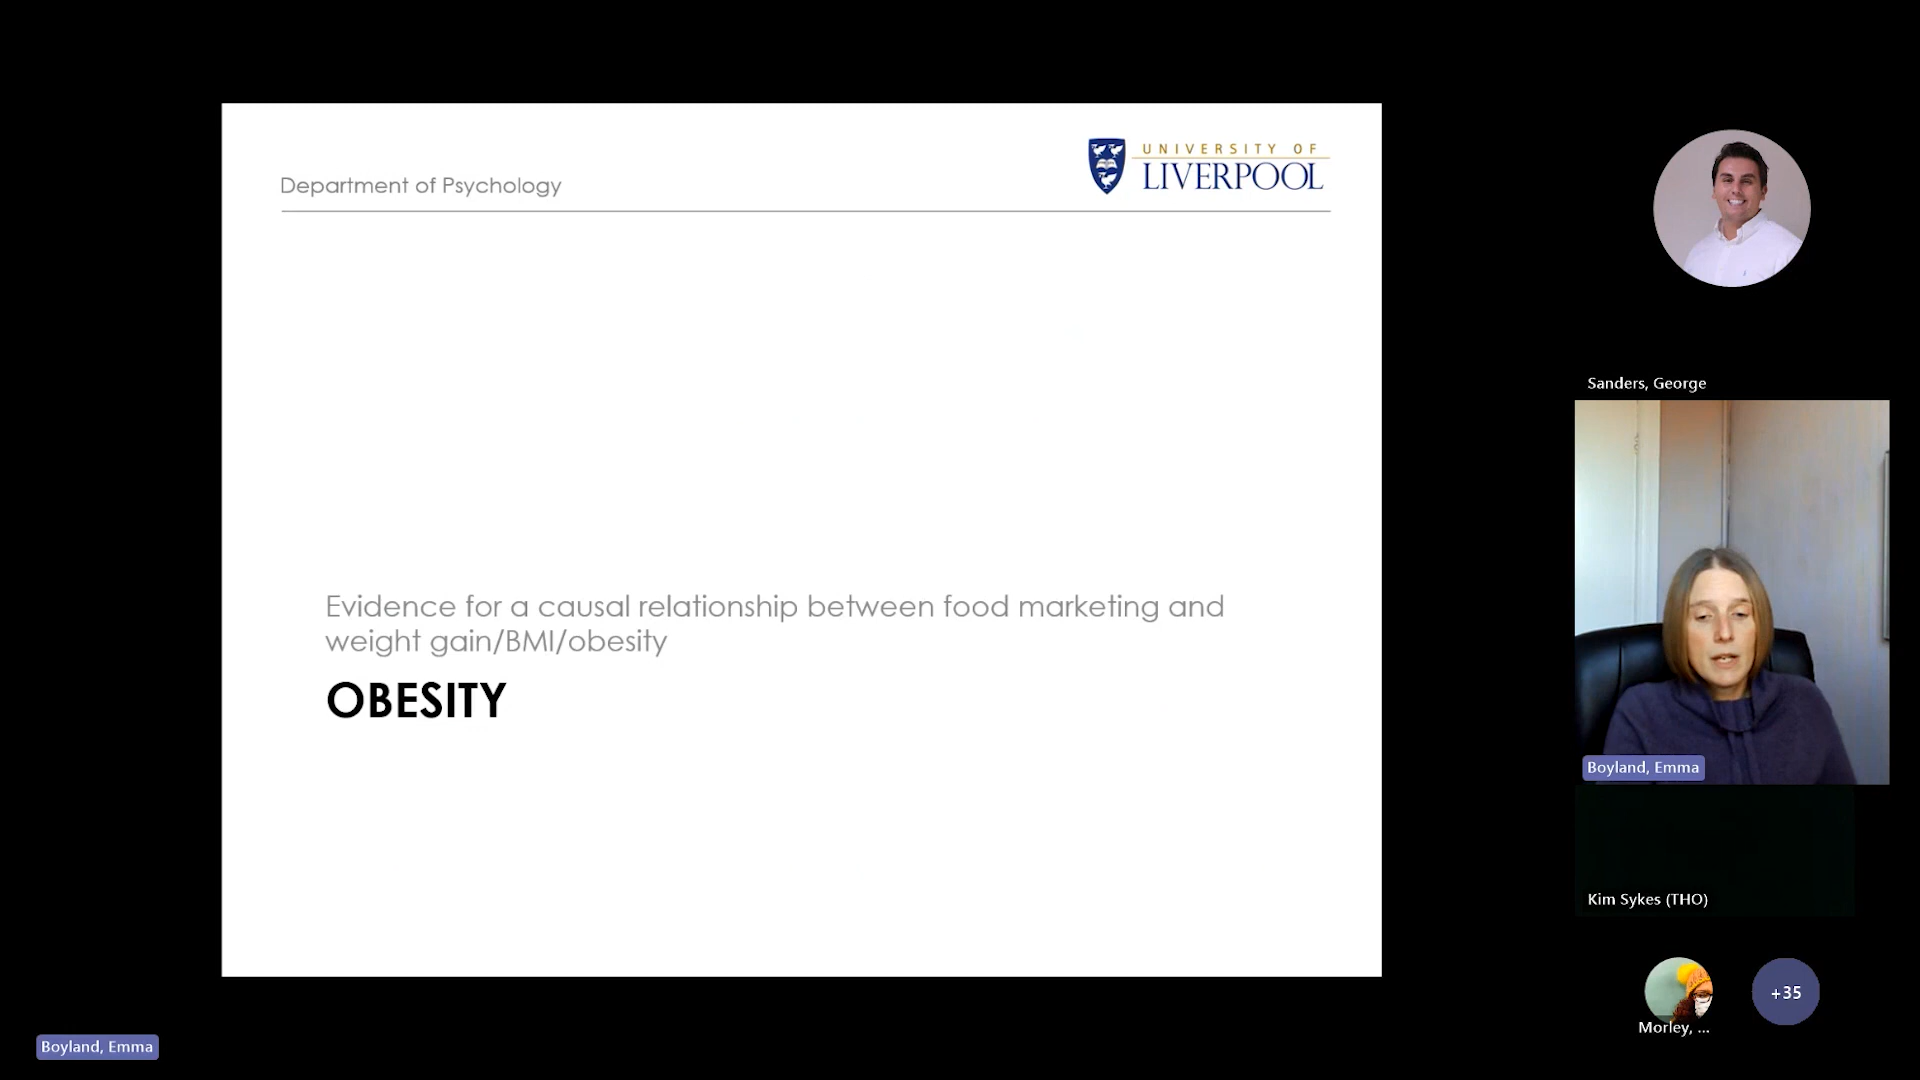 Department of Psychology
UNIVERSITY OF
LIVERPOOL
Evidence for a causal relationship between food marketing and
weight gain/BMI/obesity
OBESITY
Sanders, George
Boyland, Emma
Kim Sykes (THO)
Morley, ...
+35
Boyland, Emma